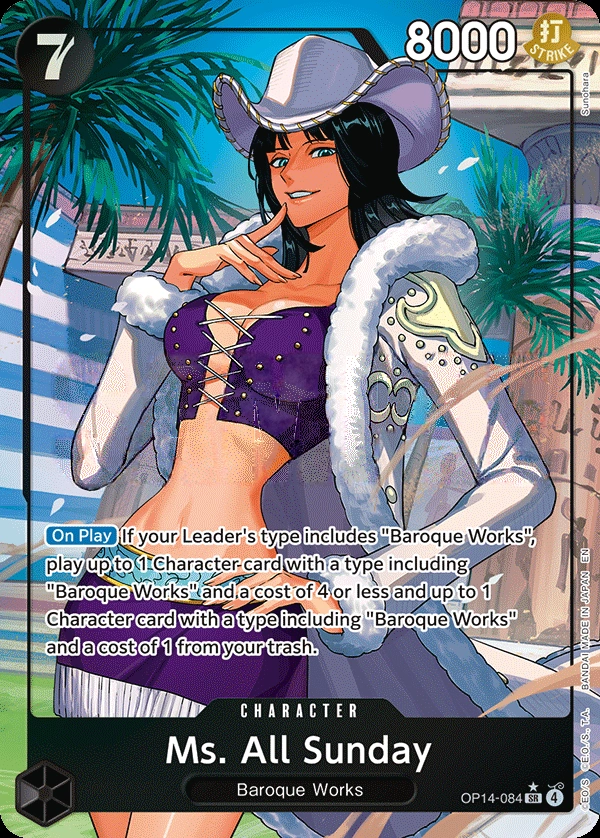 7
8000
打
STRIKE
Sunohara
On Play If your Leader's type includes "Baroque Works",
play up to 1 Character card with a type including
"Baroque Works" and a cost of 4 or less and up to 1
Character card with a type including "Baroque Works"
and a cost of 1 from your trash.
CHARACTER
Ms. All Sunday
Baroque Works
OP14-084 SR 4
©E.O./S. ©E.O./S., T.A. BANDAI MADE IN JAPAN EN